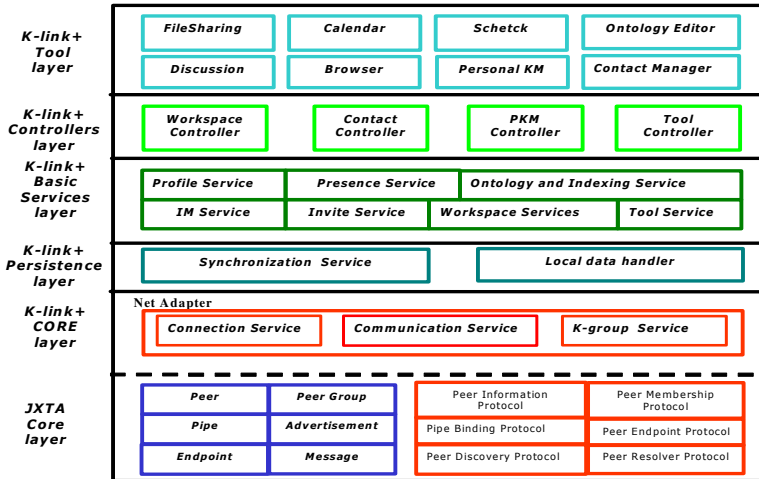 K-link+
Tool
layer
FileSharing
Calendar
Schetck
Ontology Editor
Discussion
Browser
Personal KM
Contact Manager
K-link+
Controllers
layer
Workspace
Controller
Contact
Controller
PKM
Controller
Tool
Controller
K-link+
Basic
Services
layer
Profile Service
Presence Service
Ontology and Indexing Service
IM Service
Invite Service
Workspace Services
Tool Service
K-link+
Persistence
layer
Synchronization Service
Local data handler
K-link+
CORE
layer
Net Adapter
Connection Service
Communication Service
K-group Service
JXTA
Core
layer
Peer
Peer Group
Pipe
Advertisement
Endpoint
Message
Peer Information
Protocol
Peer Membership
Protocol
Pipe Binding Protocol
Peer Endpoint Protocol
Peer Discovery Protocol
Peer Resolver Protocol